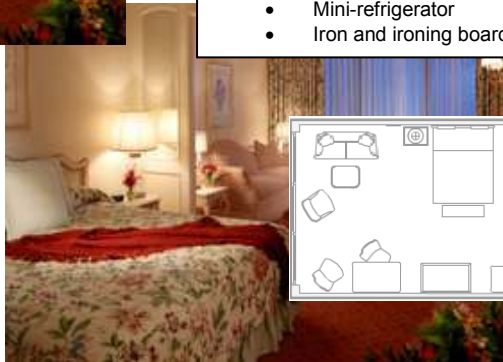 • Mini-refrigerator
• Iron and ironing board